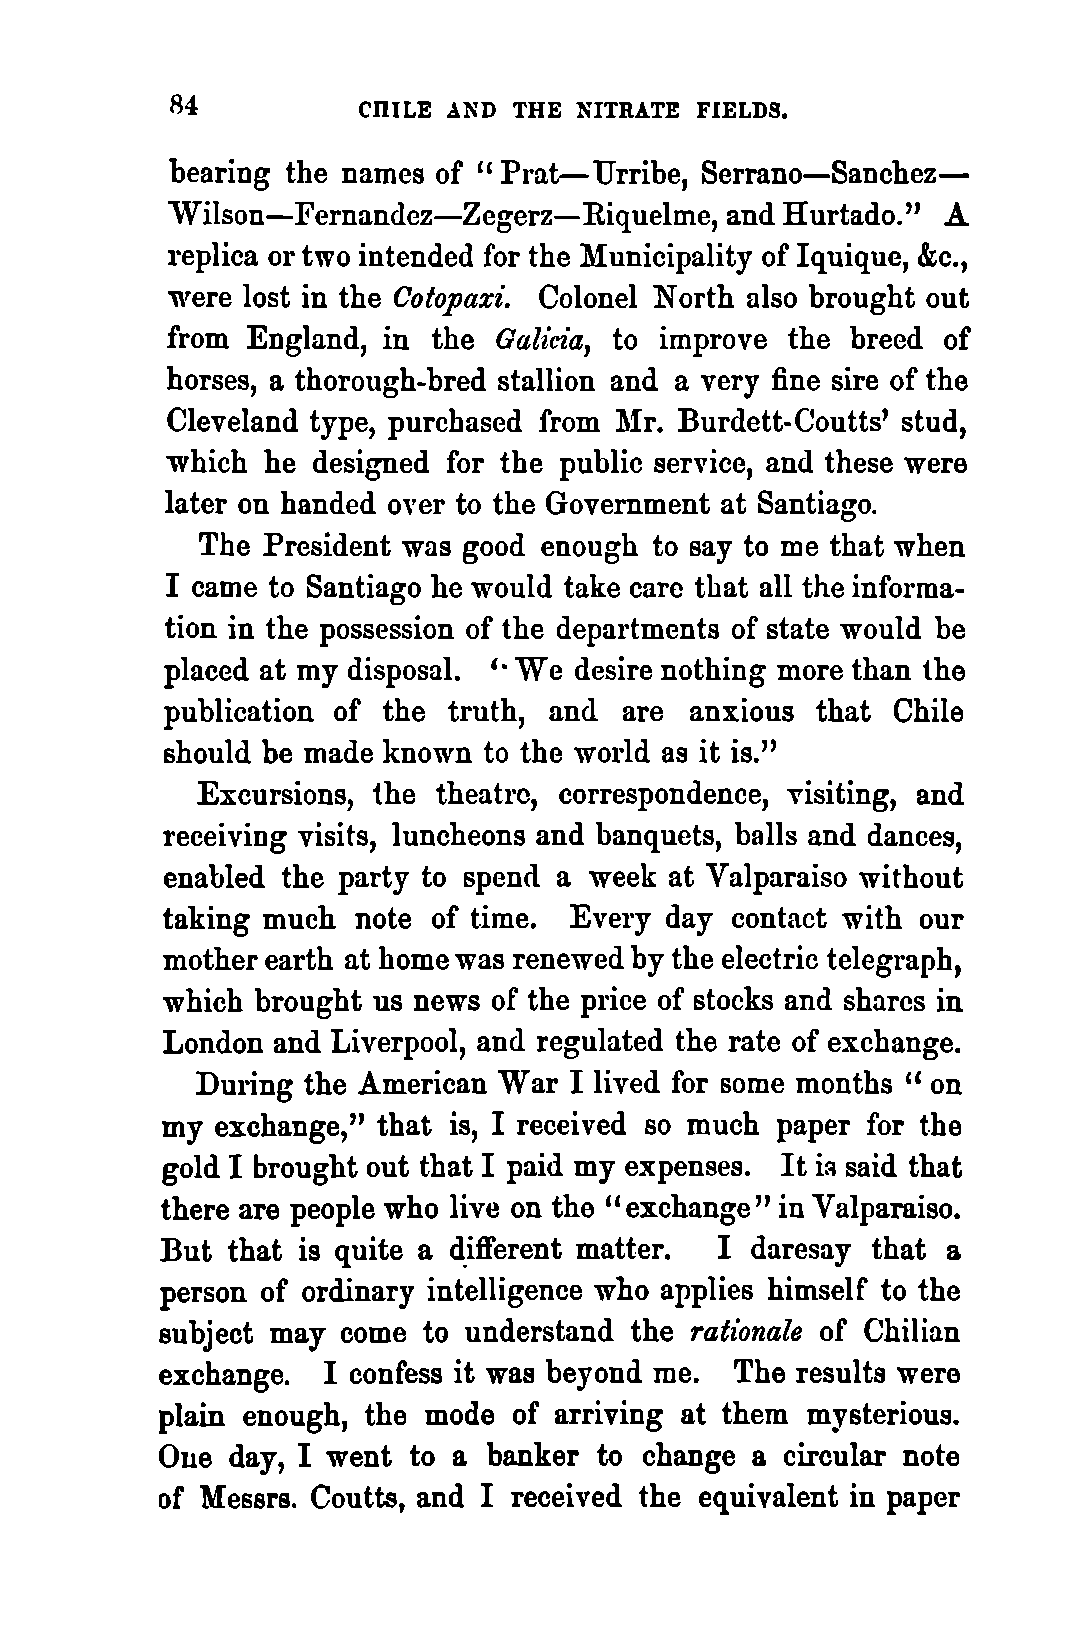 84 CHILE AND THE NITRATE FIELDS.
bearing the names of “Prat—Urribe, Serrano—Sanchez—
Wilson—Fernandez—Zegerz—Riquelme, and Hurtado.” A
replica or two intended for the Municipality of Iquique, &c.,
were lost in the Cotopaxi. Colonel North also brought out
from England, in the Galicia, to improve the breed of
horses, a thorough-bred stallion and a very fine sire of the
Cleveland type, purchased from Mr. Burdett-Coutts’ stud,
which he designed for the public service, and these were
later on handed over to the Government at Santiago.
The President was good enough to say to me that when
I came to Santiago he would take care that all the informa-
tion in the possession of the departments of state would be
placed at my disposal. “We desire nothing more than the
publication of the truth, and are anxious that Chile
should be made known to the world as it is.”
Excursions, the theatre, correspondence, visiting, and
receiving visits, luncheons and banquets, balls and dances,
enabled the party to spend a week at Valparaiso without
taking much note of time. Every day contact with our
mother earth at home was renewed by the electric telegraph,
which brought us news of the price of stocks and shares in
London and Liverpool, and regulated the rate of exchange.
During the American War I lived for some months “on
my exchange,” that is, I received so much paper for the
gold I brought out that I paid my expenses. It is said that
there are people who live on the “exchange” in Valparaiso.
But that is quite a different matter. I daresay that a
person of ordinary intelligence who applies himself to the
subject may come to understand the rationale of Chilian
exchange. I confess it was beyond me. The results were
plain enough, the mode of arriving at them mysterious.
One day, I went to a banker to change a circular note
of Messrs. Coutts, and I received the equivalent in paper